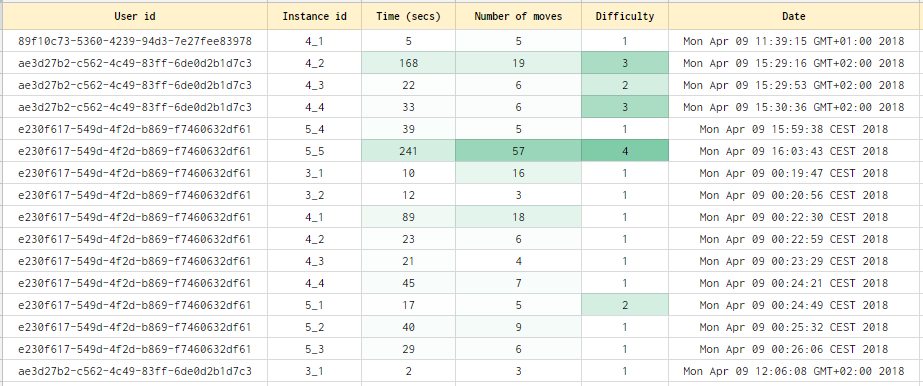 User id Instance id Time (secs) Number of moves Difficulty Date
89f10c73-5360-4239-94d3-7e27fee83978 4_1 5 5 1 Mon Apr 09 11:39:15 GMT+01:00 2018
ae3d27b2-c562-4c49-83ff-6de0d2b1d7c3 4_2 168 19 3 Mon Apr 09 15:29:16 GMT+02:00 2018
ae3d27b2-c562-4c49-83ff-6de0d2b1d7c3 4_3 22 6 2 Mon Apr 09 15:29:53 GMT+02:00 2018
ae3d27b2-c562-4c49-83ff-6de0d2b1d7c3 4_4 33 6 3 Mon Apr 09 15:30:36 GMT+02:00 2018
e230f617-549d-4f2d-b869-f7460632df61 5_4 39 5 1 Mon Apr 09 15:59:38 CEST 2018
e230f617-549d-4f2d-b869-f7460632df61 5_5 241 57 4 Mon Apr 09 16:03:43 CEST 2018
e230f617-549d-4f2d-b869-f7460632df61 3_1 10 16 1 Mon Apr 09 00:19:47 CEST 2018
e230f617-549d-4f2d-b869-f7460632df61 3_2 12 3 1 Mon Apr 09 00:20:56 CEST 2018
e230f617-549d-4f2d-b869-f7460632df61 4_1 89 18 1 Mon Apr 09 00:22:30 CEST 2018
e230f617-549d-4f2d-b869-f7460632df61 4_2 23 6 1 Mon Apr 09 00:22:59 CEST 2018
e230f617-549d-4f2d-b869-f7460632df61 4_3 21 4 1 Mon Apr 09 00:23:29 CEST 2018
e230f617-549d-4f2d-b869-f7460632df61 4_4 45 7 1 Mon Apr 09 00:24:21 CEST 2018
e230f617-549d-4f2d-b869-f7460632df61 5_1 17 5 2 Mon Apr 09 00:24:49 CEST 2018
e230f617-549d-4f2d-b869-f7460632df61 5_2 40 9 1 Mon Apr 09 00:25:32 CEST 2018
e230f617-549d-4f2d-b869-f7460632df61 5_3 29 6 1 Mon Apr 09 00:26:06 CEST 2018
ae3d27b2-c562-4c49-83ff-6de0d2b1d7c3 3_1 2 3 1 Mon Apr 09 12:06:08 GMT+02:00 2018